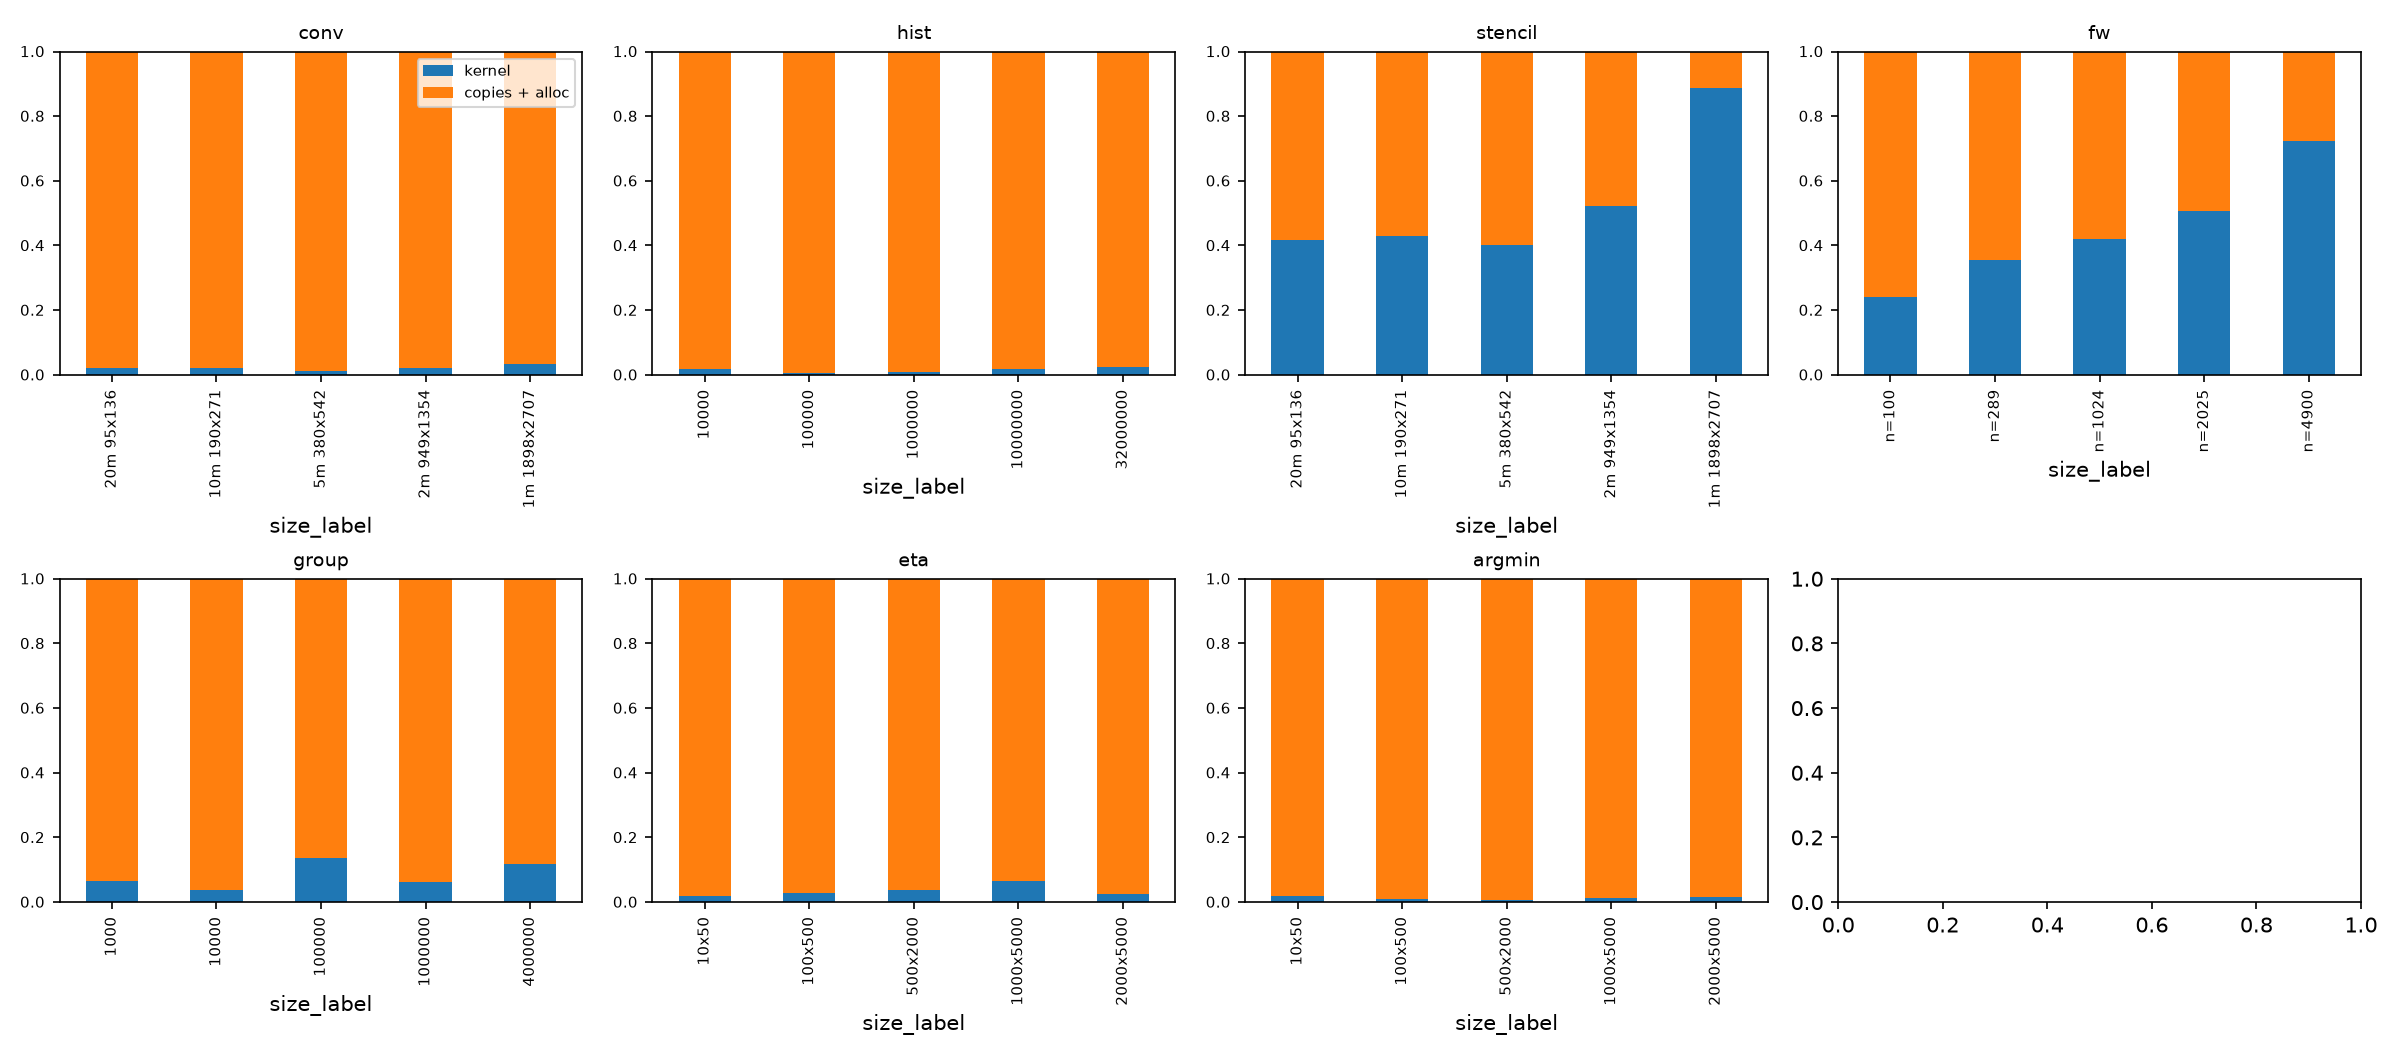 conv
1.0
0.8
0.6
0.4
0.2
0.0
kernel
copies + alloc
20m 95x136
10m 190x271
5m 380x542
2m 949x1354
1m 1898x2707
size_label
hist
1.0
0.8
0.6
0.4
0.2
0.0
10000
100000
1000000
10000000
32000000
size_label
stencil
1.0
0.8
0.6
0.4
0.2
0.0
20m 95x136
10m 190x271
5m 380x542
2m 949x1354
1m 1898x2707
size_label
fw
1.0
0.8
0.6
0.4
0.2
0.0
n=100
n=289
n=1024
n=2025
n=4900
size_label
group
1.0
0.8
0.6
0.4
0.2
0.0
1000
10000
100000
1000000
4000000
size_label
eta
1.0
0.8
0.6
0.4
0.2
0.0
10x50
100x500
500x2000
1000x5000
2000x5000
size_label
argmin
1.0
0.8
0.6
0.4
0.2
0.0
10x50
100x500
500x2000
1000x5000
2000x5000
size_label
1.0
0.8
0.6
0.4
0.2
0.0
0.0 0.2 0.4 0.6 0.8 1.0